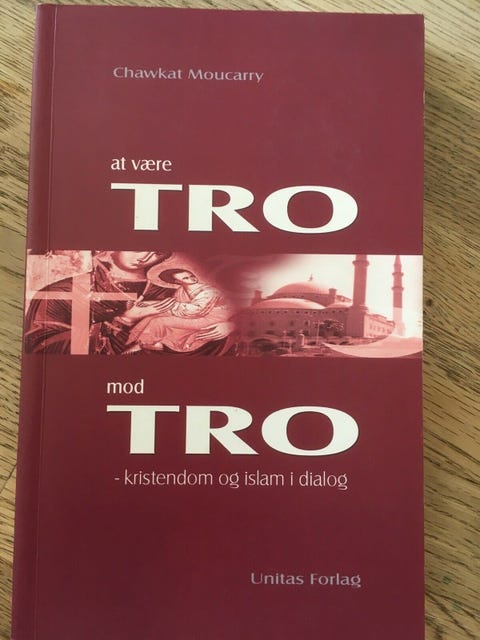 Chawkat Moucarry
at være
TRO
mod
TRO
- kristendom og islam i dialog
Unitas Forlag